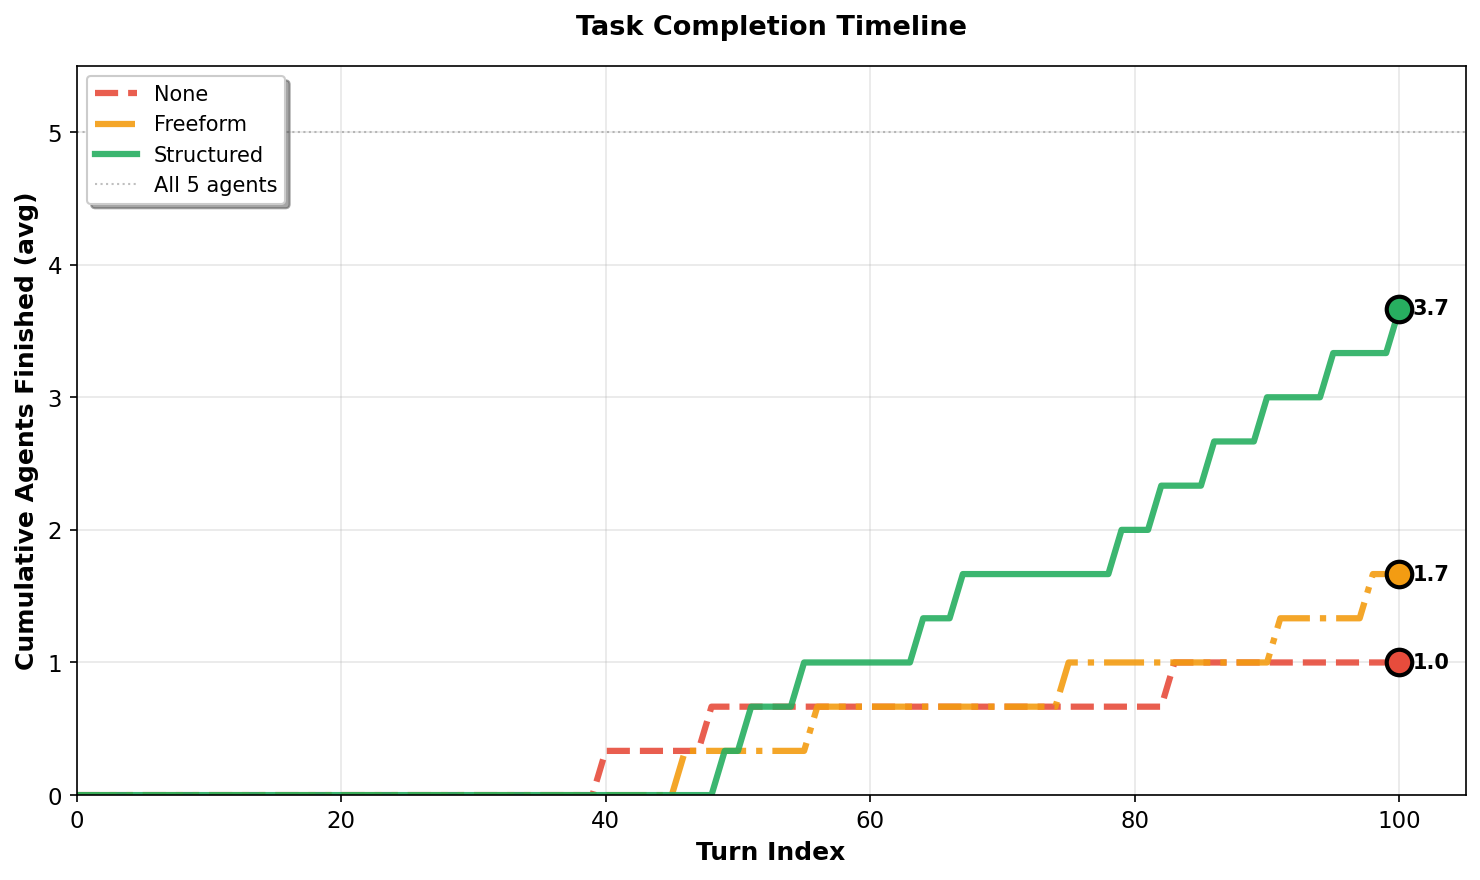 Task Completion Timeline
None
Freeform
Structured
All 5 agents
Cumulative Agents Finished (avg)
5
4
3
2
1
0
3.7
1.7
1.0
0 20 40 60 80 100
Turn Index